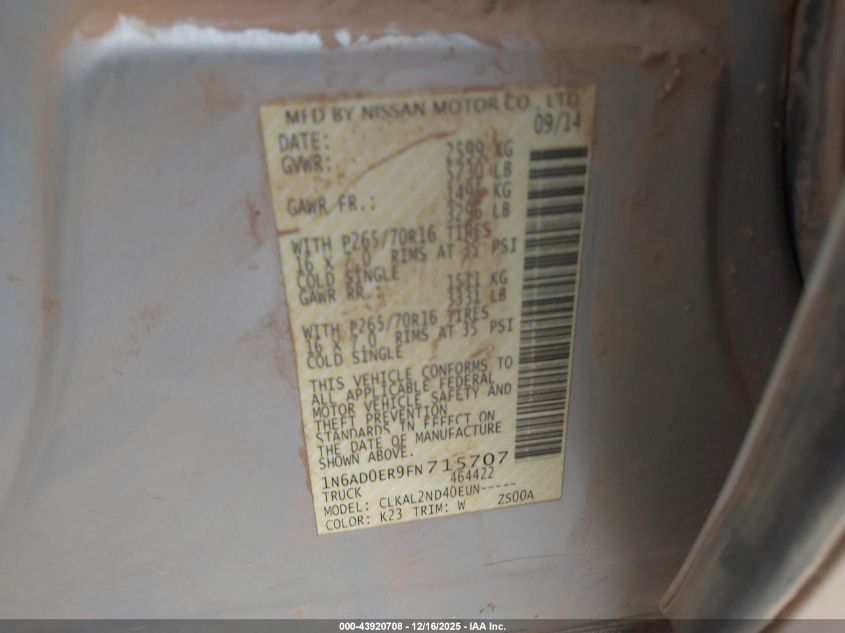 MFD BY NISSAN MOTOR CO., LTD.
DATE: 09/14
GVWR: 2599 KG
5730 LB
GAWR FR.: 1495 KG
3296 LB
WITH P265/70R16 TIRES
16 X 7.0 RIMS AT 35 PSI
COLD SINGLE
GAWR RR. 1511 KG
3331 LB
WITH P265/70R16 TIRES
16 X 7.0 RIMS AT 35 PSI
COLD SINGLE
THIS VEHICLE CONFORMS TO
ALL APPLICABLE FEDERAL
MOTOR VEHICLE SAFETY AND
THEFT PREVENTION
STANDARDS IN EFFECT ON
THE DATE OF MANUFACTURE
SHOWN ABOVE.
1N6AD0ER9FN715707
TRUCK 464422
MODEL: CLKAL2ND40EUN-----
COLOR: K23 TRIM: W ZS00A
000-43920708 - 12/16/2025 - IAA Inc.